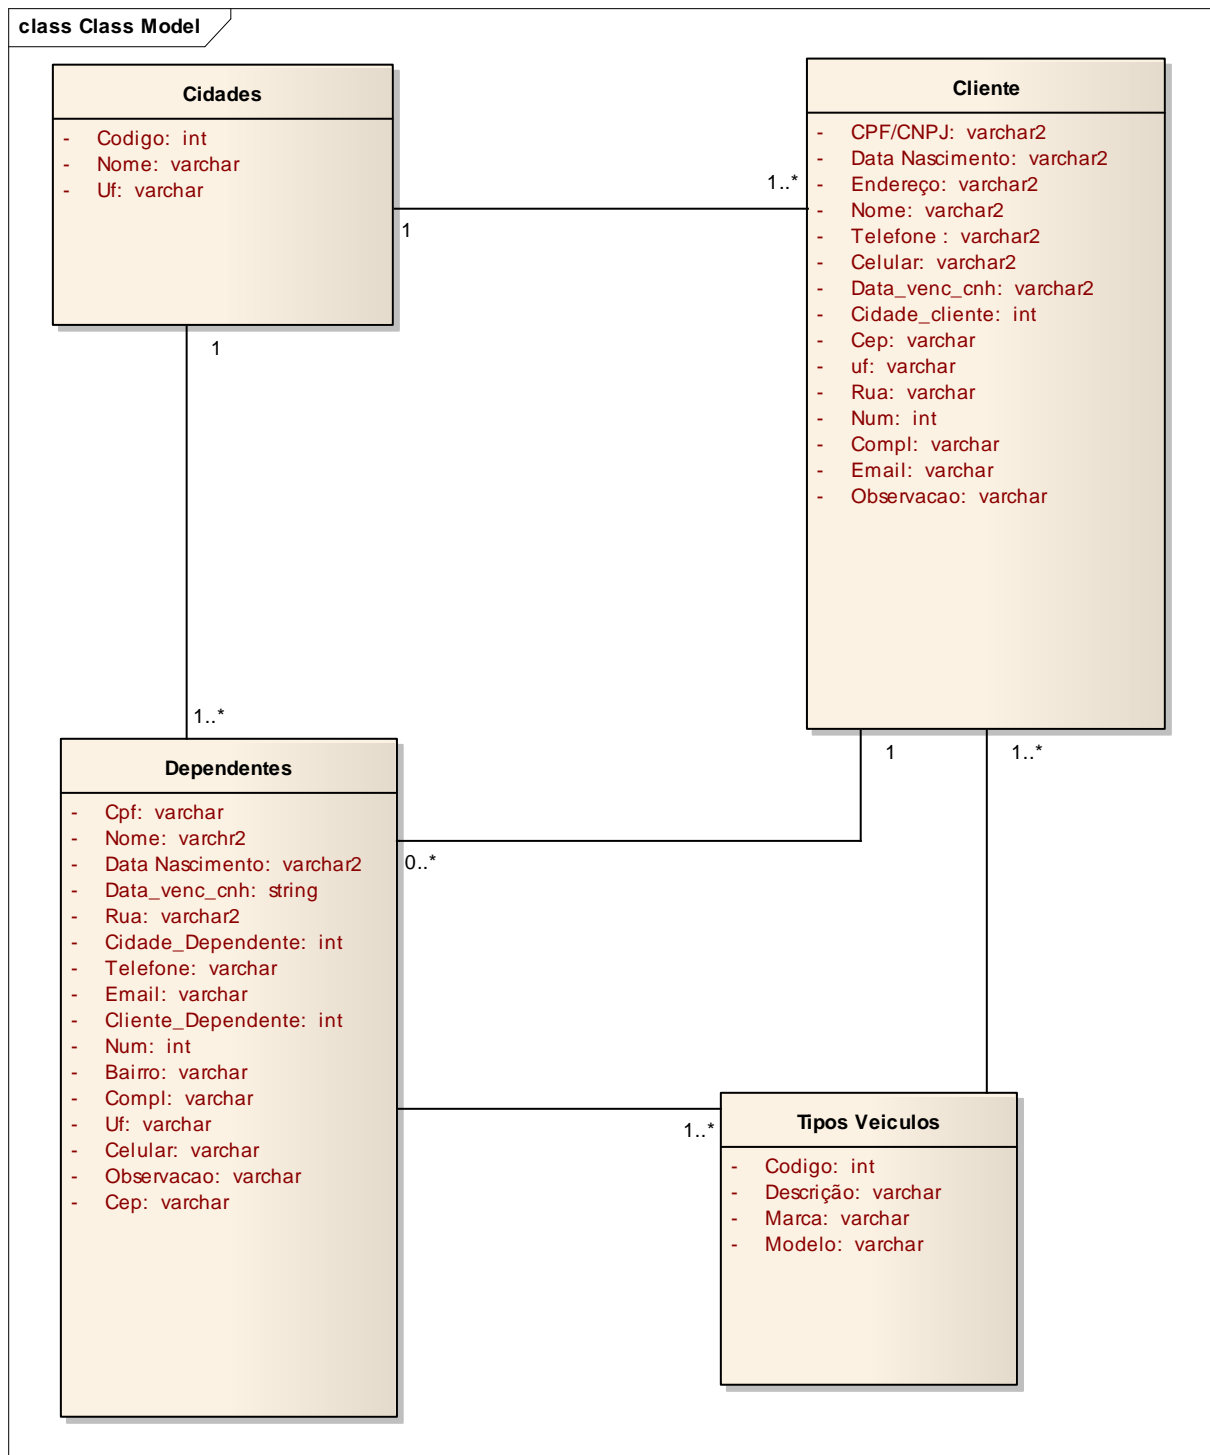 class Class Model
Cidades
- Codigo: int
- Nome: varchar
- Uf: varchar
Cliente
- CPF/CNPJ: varchar2
- Data Nascimento: varchar2
- Endereço: varchar2
- Nome: varchar2
- Telefone : varchar2
- Celular: varchar2
- Data_venc_cnh: varchar2
- Cidade_cliente: int
- Cep: varchar
- uf: varchar
- Rua: varchar
- Num: int
- Compl: varchar
- Email: varchar
- Observacao: varchar
1..*
1
1
1..*
1
1..*
0..*
Dependentes
- Cpf: varchar
- Nome: varchr2
- Data Nascimento: varchar2
- Data_venc_cnh: string
- Rua: varchar2
- Cidade_Dependente: int
- Telefone: varchar
- Email: varchar
- Cliente_Dependente: int
- Num: int
- Bairro: varchar
- Compl: varchar
- Uf: varchar
- Celular: varchar
- Observacao: varchar
- Cep: varchar
1..*
Tipos Veiculos
- Codigo: int
- Descrição: varchar
- Marca: varchar
- Modelo: varchar